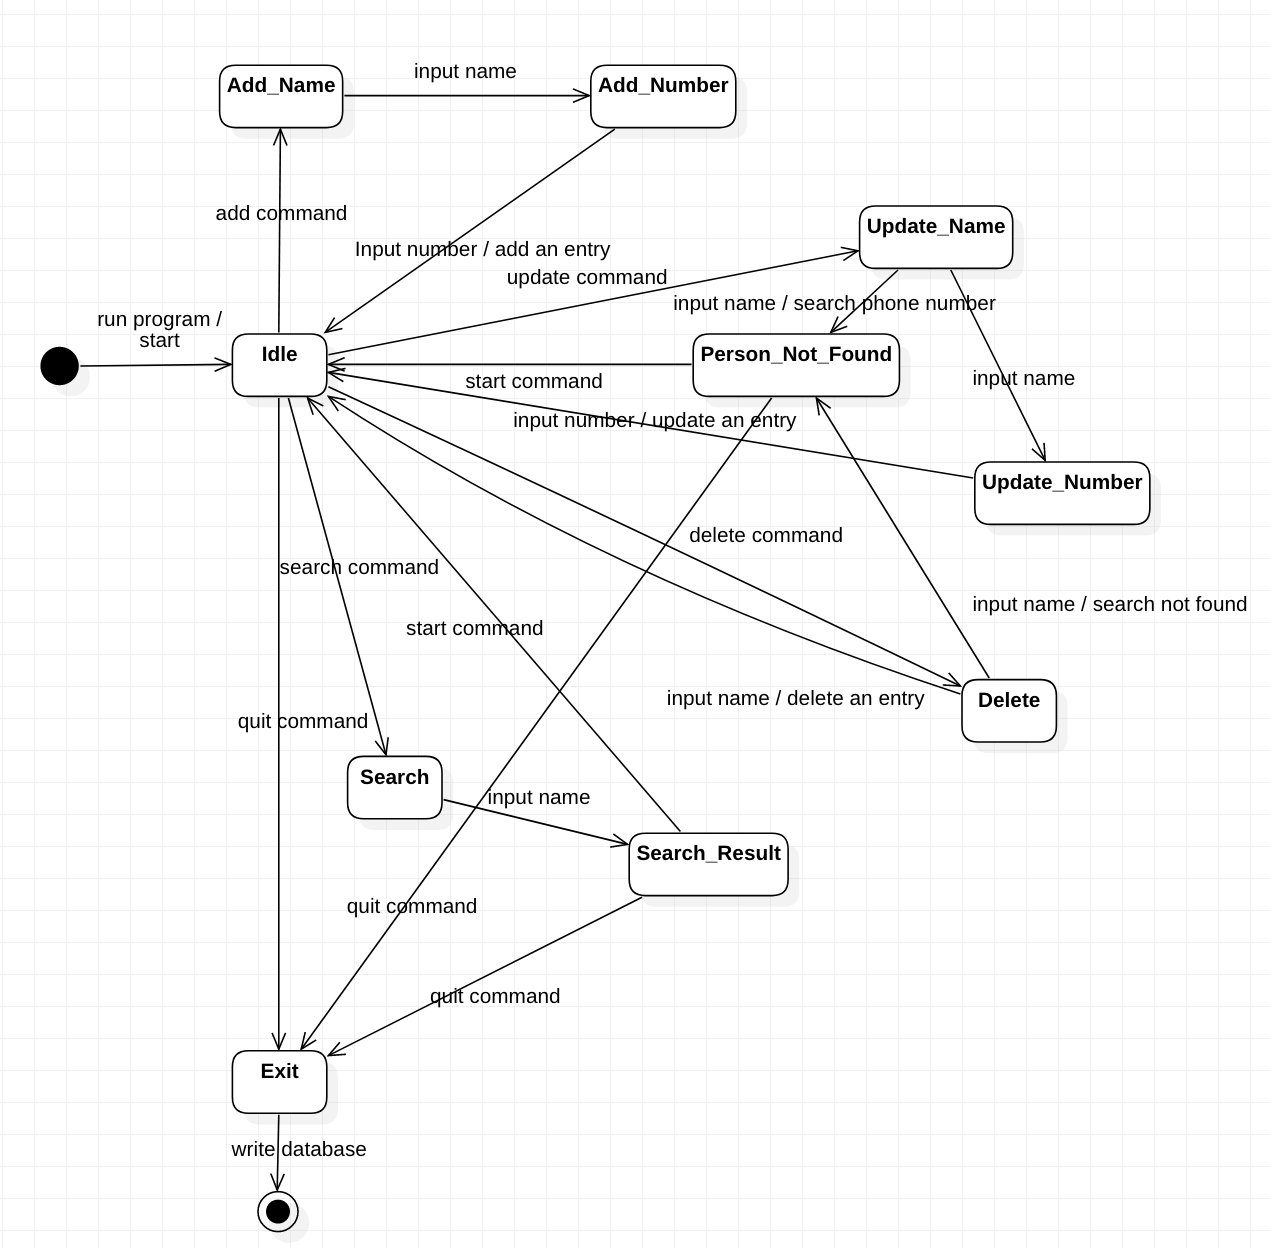 input name
Add_Name
Add_Number
add command
Update_Name
Input number / add an entry
update command
input name / search phone number
run program /
start
Idle
Person_Not_Found
start command
input name
input number / update an entry
Update_Number
delete command
search command
input name / search not found
start command
input name / delete an entry
Delete
quit command
Search
input name
Search_Result
quit command
quit command
Exit
write database